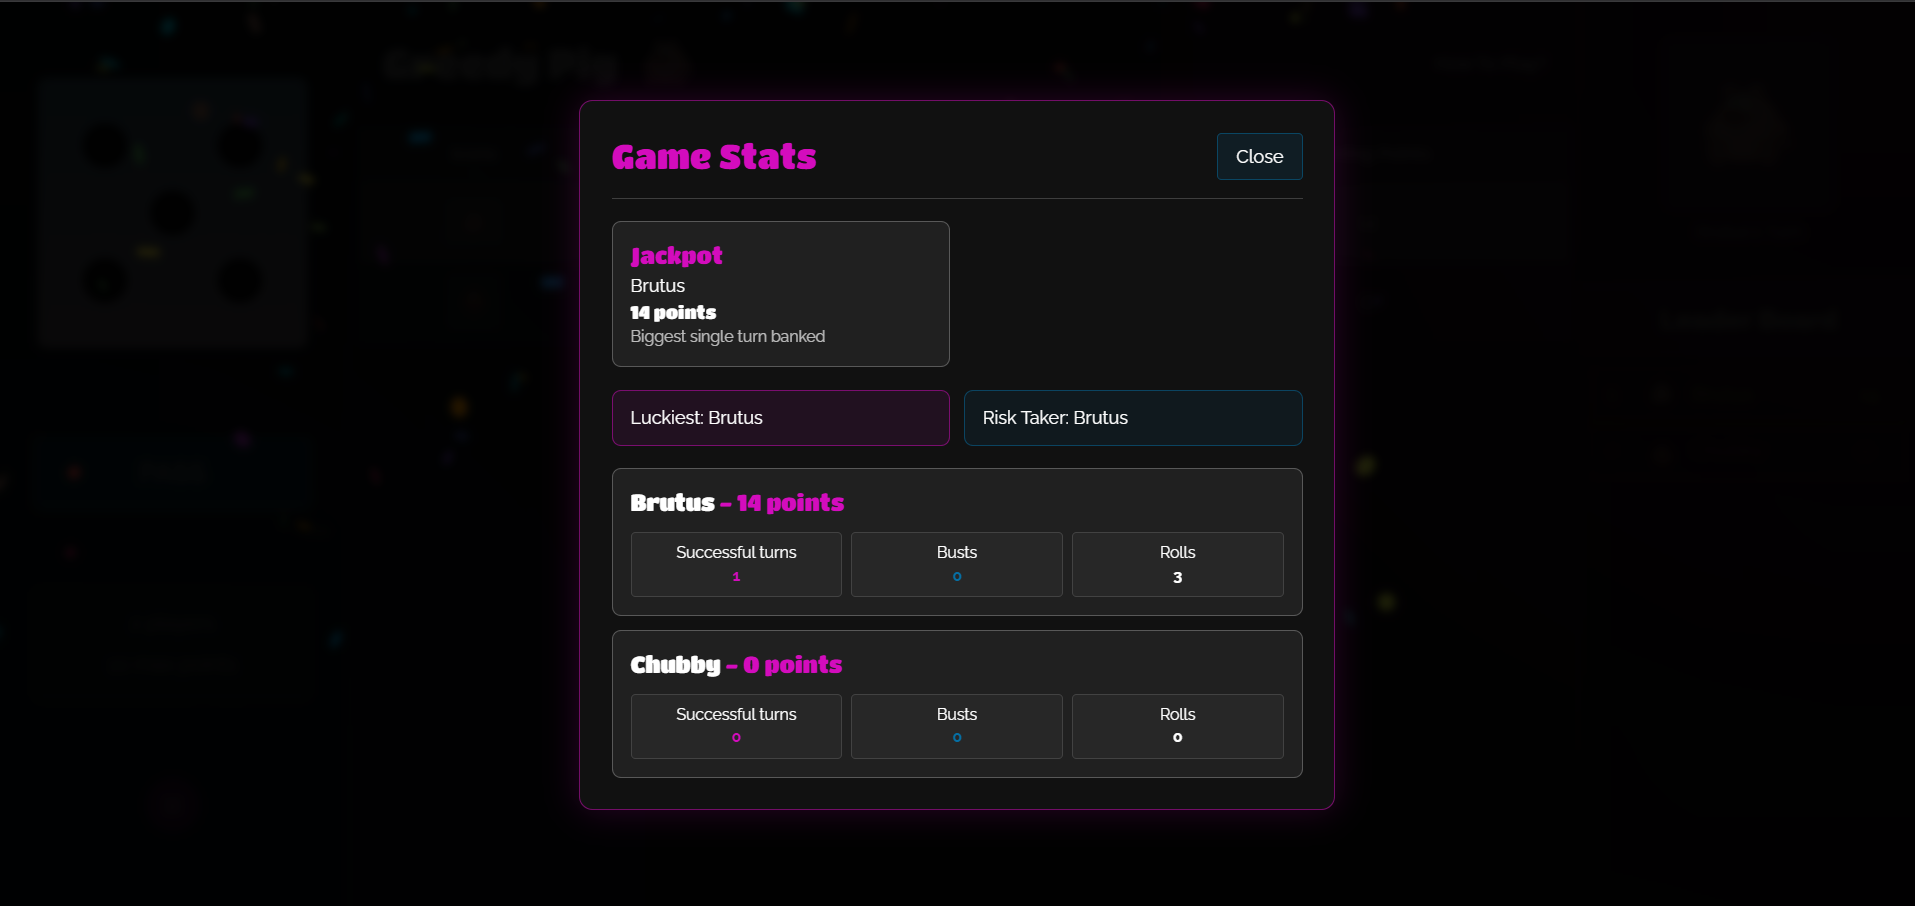 Game Stats
Close
Jackpot
Brutus
14 points
Biggest single turn banked
Luckiest: Brutus
Risk Taker: Brutus
Brutus - 14 points
Successful turns
1
Busts
0
Rolls
3
Chubby - 0 points
Successful turns
0
Busts
0
Rolls
0